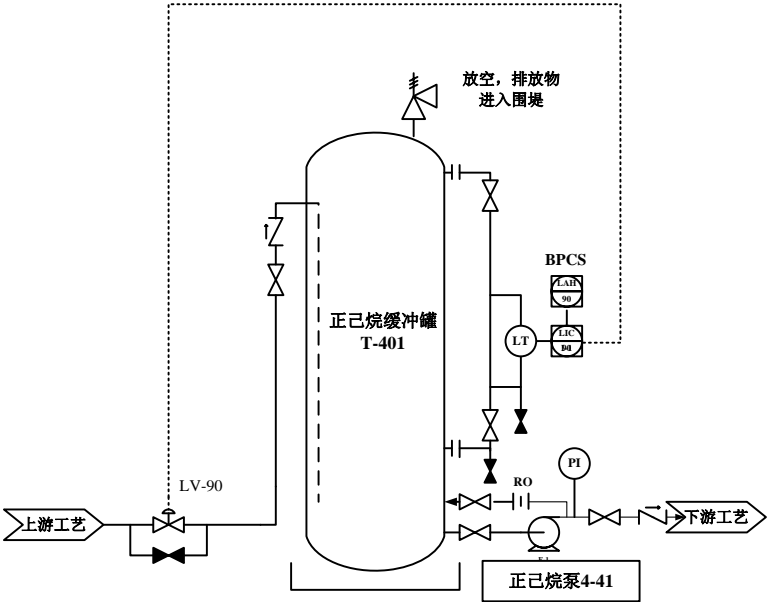 放空，排放物
进入围堤
BPCS
LAH
90
正己烷缓冲罐
T-401
LT
LIC
LV-90
PI
RO
上游工艺
下游工艺
正己烷泵4-41